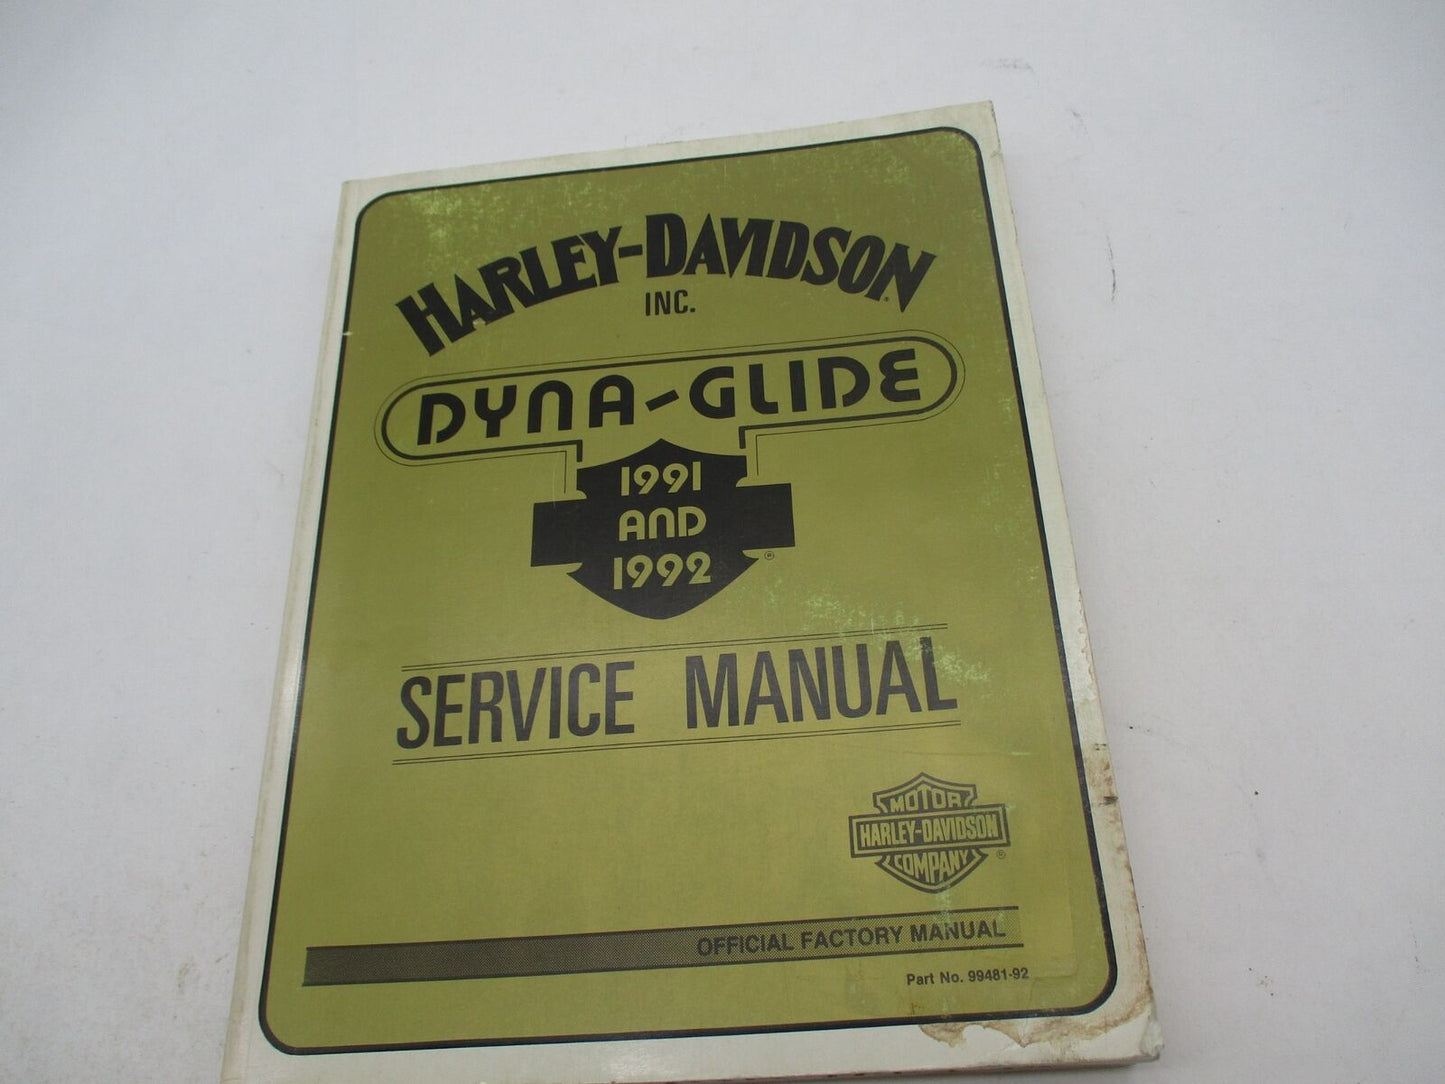 HARLEY-DAVIDSON
INC.
DYNA-GLIDE
1991
AND
1992
®
SERVICE MANUAL
MOTOR
HARLEY-DAVIDSON
COMPANY
®
OFFICIAL FACTORY MANUAL
Part No. 99481-92